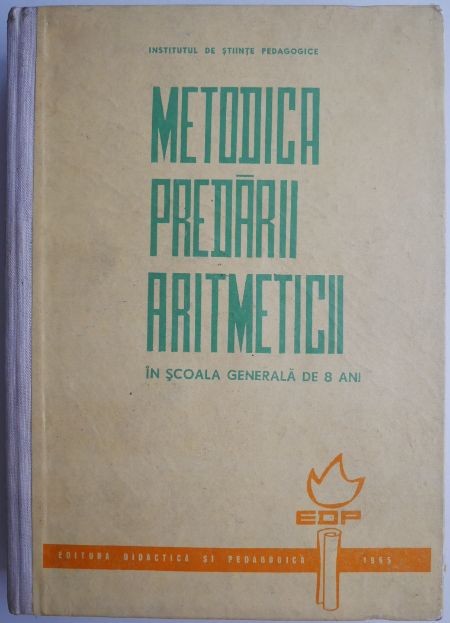 INSTITUTUL DE ȘTIINȚE PEDAGOGICE
METODICA
PREDĂRII
ARITMETICII
ÎN ȘCOALA GENERALĂ DE 8 ANI
EDP
EDITURA DIDACTICĂ ȘI PEDAGOGICĂ 1965